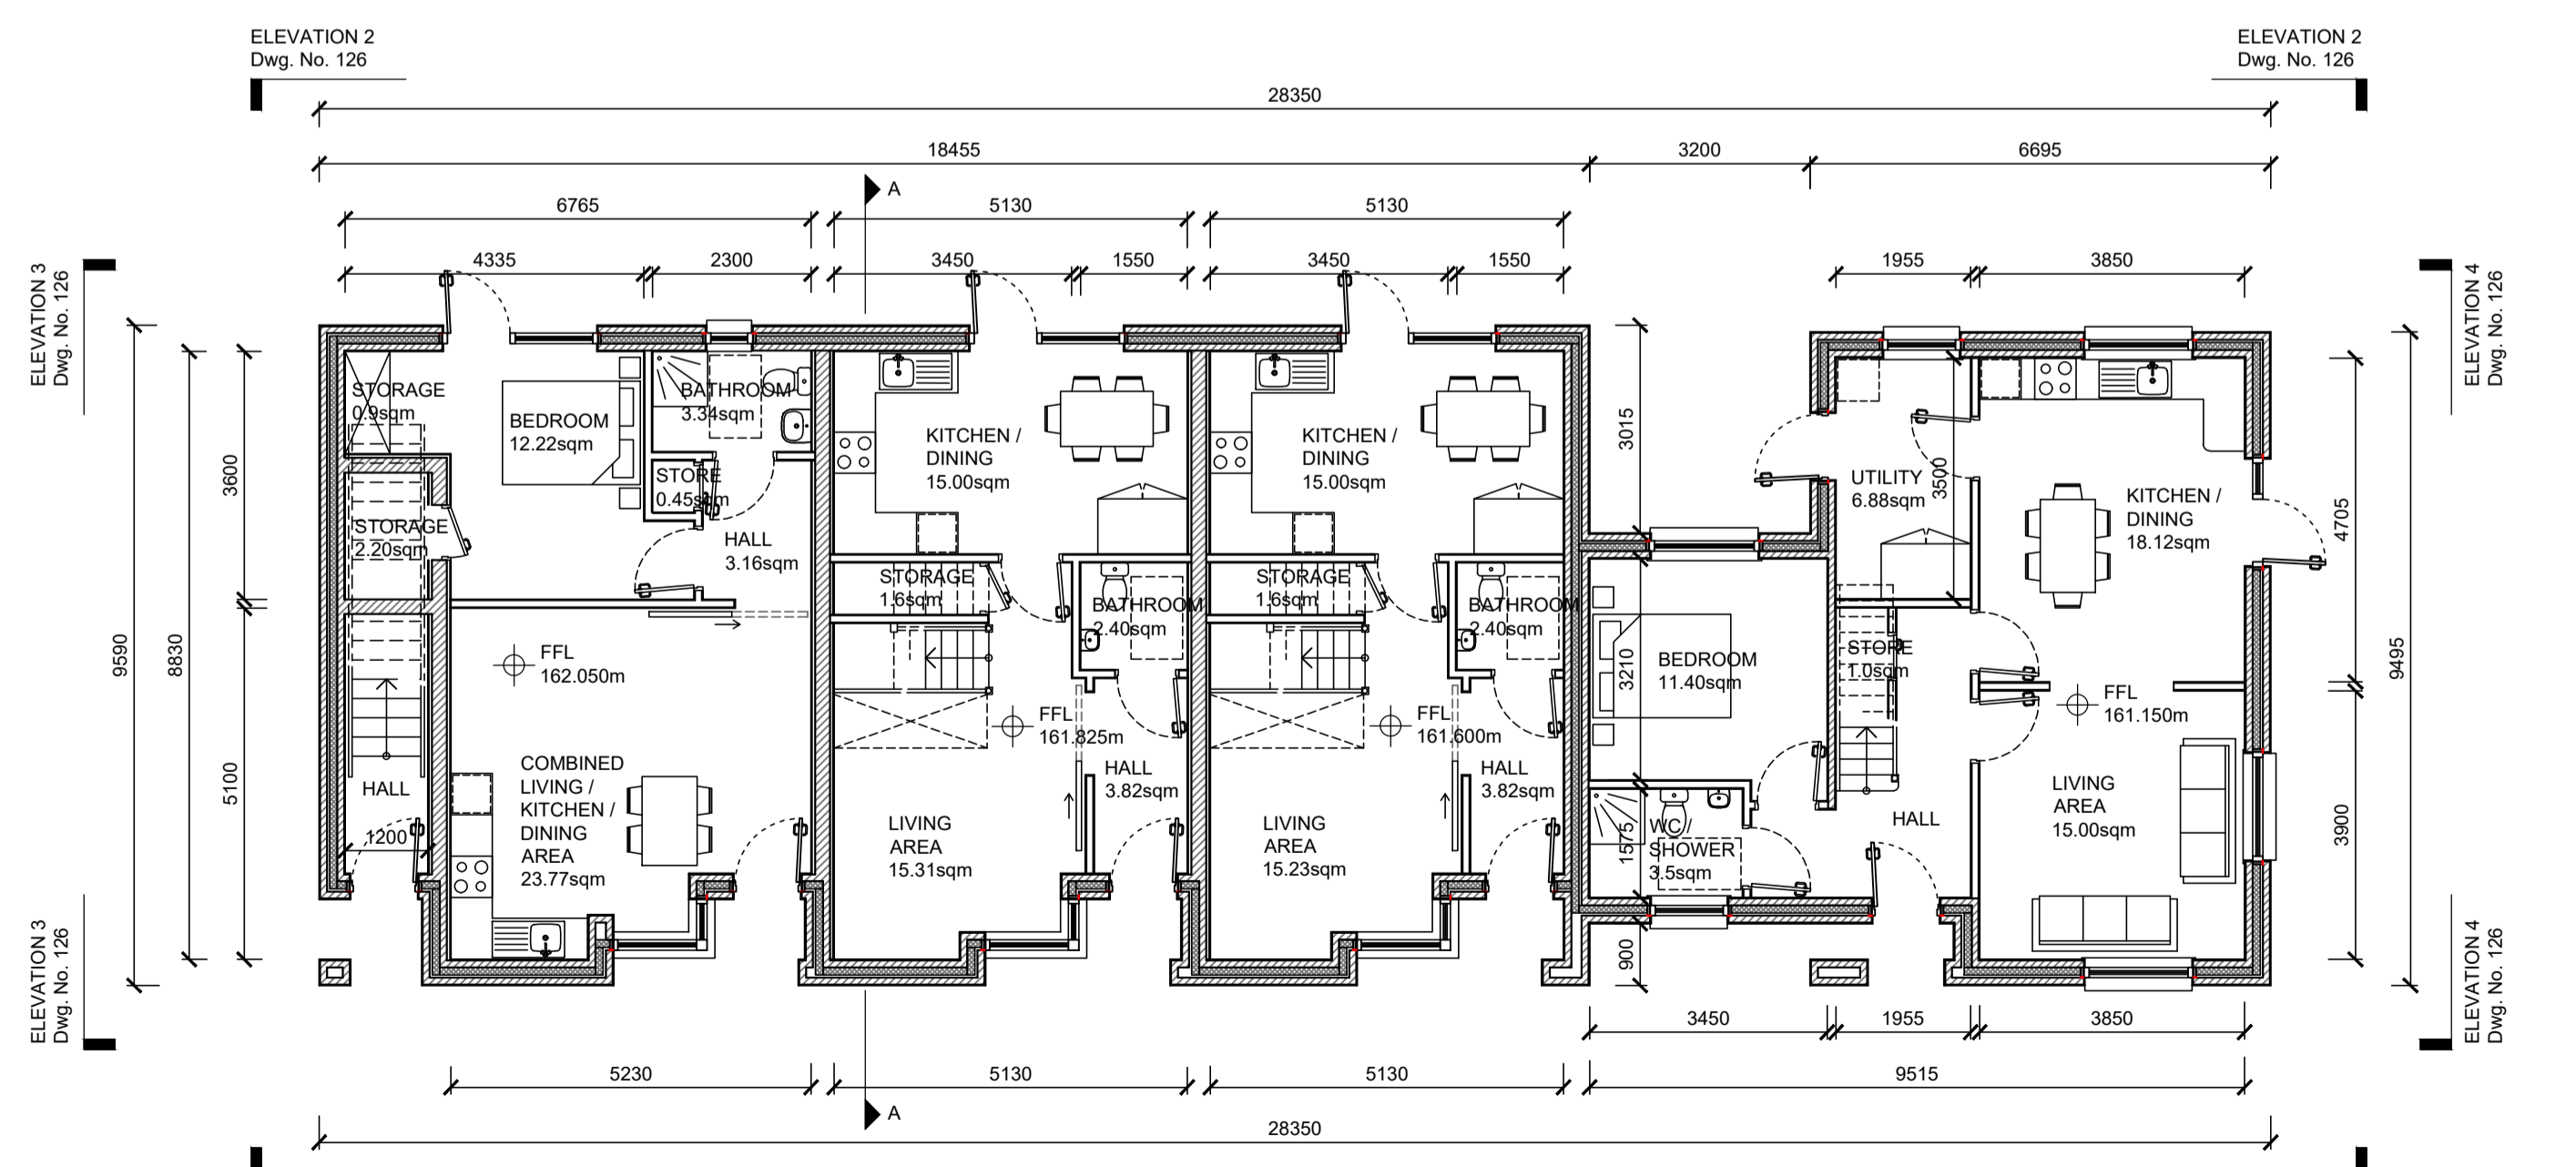 ELEVATION 2
Dwg. No. 126
ELEVATION 2
Dwg. No. 126
28350
18455
3200
6695
A
6765
5130
5130
4335
2300
3450
1550
3450
1550
1955
3850
ELEVATION 3
Dwg. No. 126
ELEVATION 4
Dwg. No. 126
9590
8830
3600
5100
STORAGE
0.9sqm
BEDROOM
12.22sqm
BATHROOM
3.34sqm
STORE
0.45sqm
STORAGE
2.20sqm
HALL
3.16sqm
FFL
162.050m
HALL
1200
COMBINED
LIVING /
KITCHEN /
DINING
AREA
23.77sqm
KITCHEN /
DINING
15.00sqm
STORAGE
1.6sqm
BATHROOM
2.40sqm
FFL
161.825m
HALL
3.82sqm
LIVING
AREA
15.31sqm
KITCHEN /
DINING
15.00sqm
STORAGE
1.6sqm
BATHROOM
2.40sqm
FFL
161.600m
HALL
3.82sqm
LIVING
AREA
15.23sqm
3015
3210
1575
900
BEDROOM
11.40sqm
WC /
SHOWER
3.5sqm
UTILITY
6.88sqm
3500
STORE
1.0sqm
HALL
KITCHEN /
DINING
18.12sqm
FFL
161.150m
LIVING
AREA
15.00sqm
4705
3900
9495
ELEVATION 3
Dwg. No. 126
ELEVATION 4
Dwg. No. 126
3450
1955
3850
5230
5130
5130
9515
A
28350